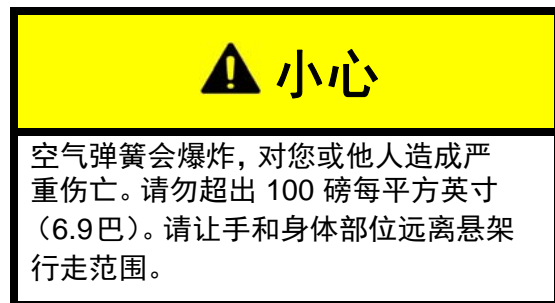 小心
空气弹簧会爆炸，对您或他人造成严
重伤亡。请勿超出 100 磅每平方英寸
（6.9巴）。请让手和身体部位远离悬架
行走范围。